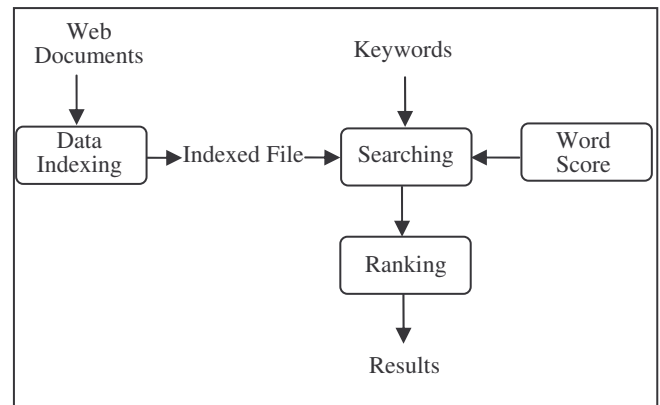 Web
Documents
Keywords
Data
Indexing
Indexed File
Searching
Word
Score
Ranking
Results